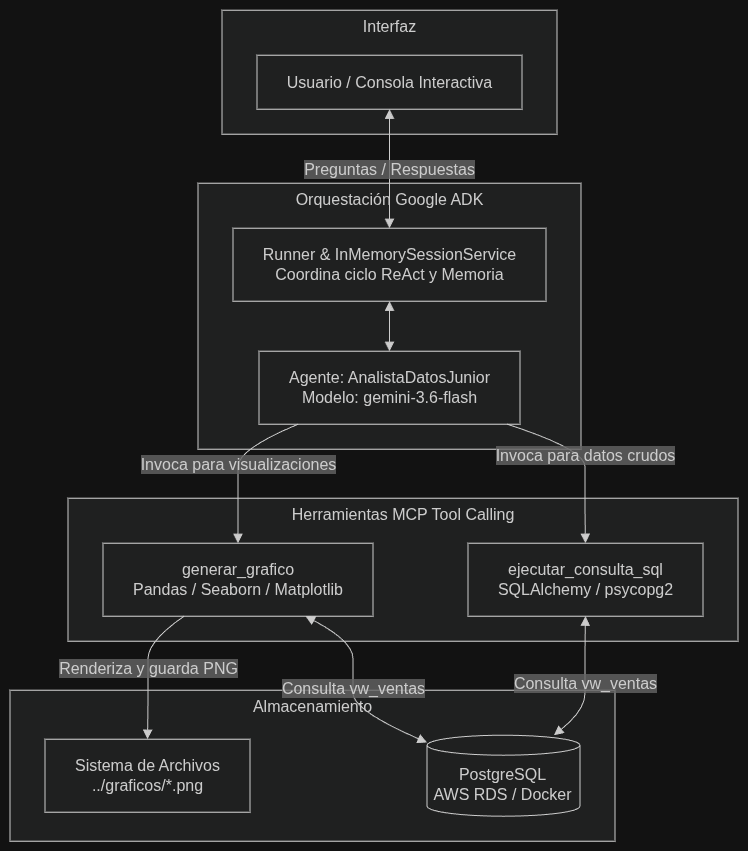 Interfaz
Usuario / Consola Interactiva
Preguntas / Respuestas
Orquestación Google ADK
Runner & InMemorySessionService
Coordina ciclo ReAct y Memoria
Agente: AnalistaDatosJunior
Modelo: gemini-3.6-flash
Invoca para visualizaciones
Invoca para datos crudos
Herramientas MCP Tool Calling
generar_grafico
Pandas / Seaborn / Matplotlib
ejecutar_consulta_sql
SQLAlchemy / psycopg2
Renderiza y guarda PNG
Consulta vw_ventas
Consulta vw_ventas
Almacenamiento
Sistema de Archivos
../graficos/*.png
PostgreSQL
AWS RDS / Docker